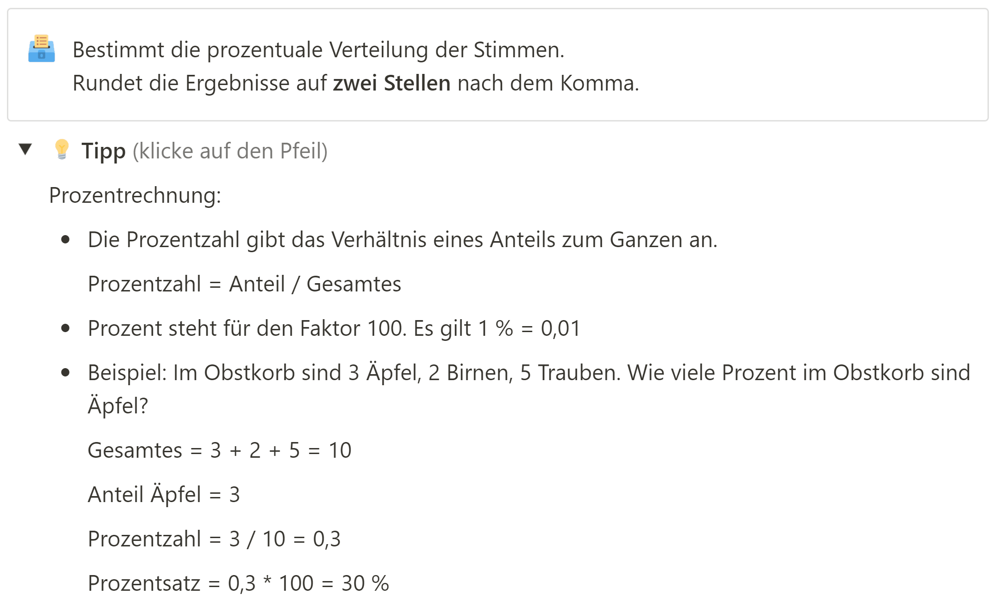 Bestimmt die prozentuale Verteilung der Stimmen.
Rundet die Ergebnisse auf zwei Stellen nach dem Komma.
Tipp (klicke auf den Pfeil)
Prozentrechnung:
Die Prozentzahl gibt das Verhältnis eines Anteils zum Ganzen an.
Prozentzahl = Anteil / Gesamtes
Prozent steht für den Faktor 100. Es gilt 1 % = 0,01
Beispiel: Im Obstkorb sind 3 Äpfel, 2 Birnen, 5 Trauben. Wie viele Prozent im Obstkorb sind
Äpfel?
Gesamtes = 3 + 2 + 5 = 10
Anteil Äpfel = 3
Prozentzahl = 3 / 10 = 0,3
Prozentsatz = 0,3 * 100 = 30 %